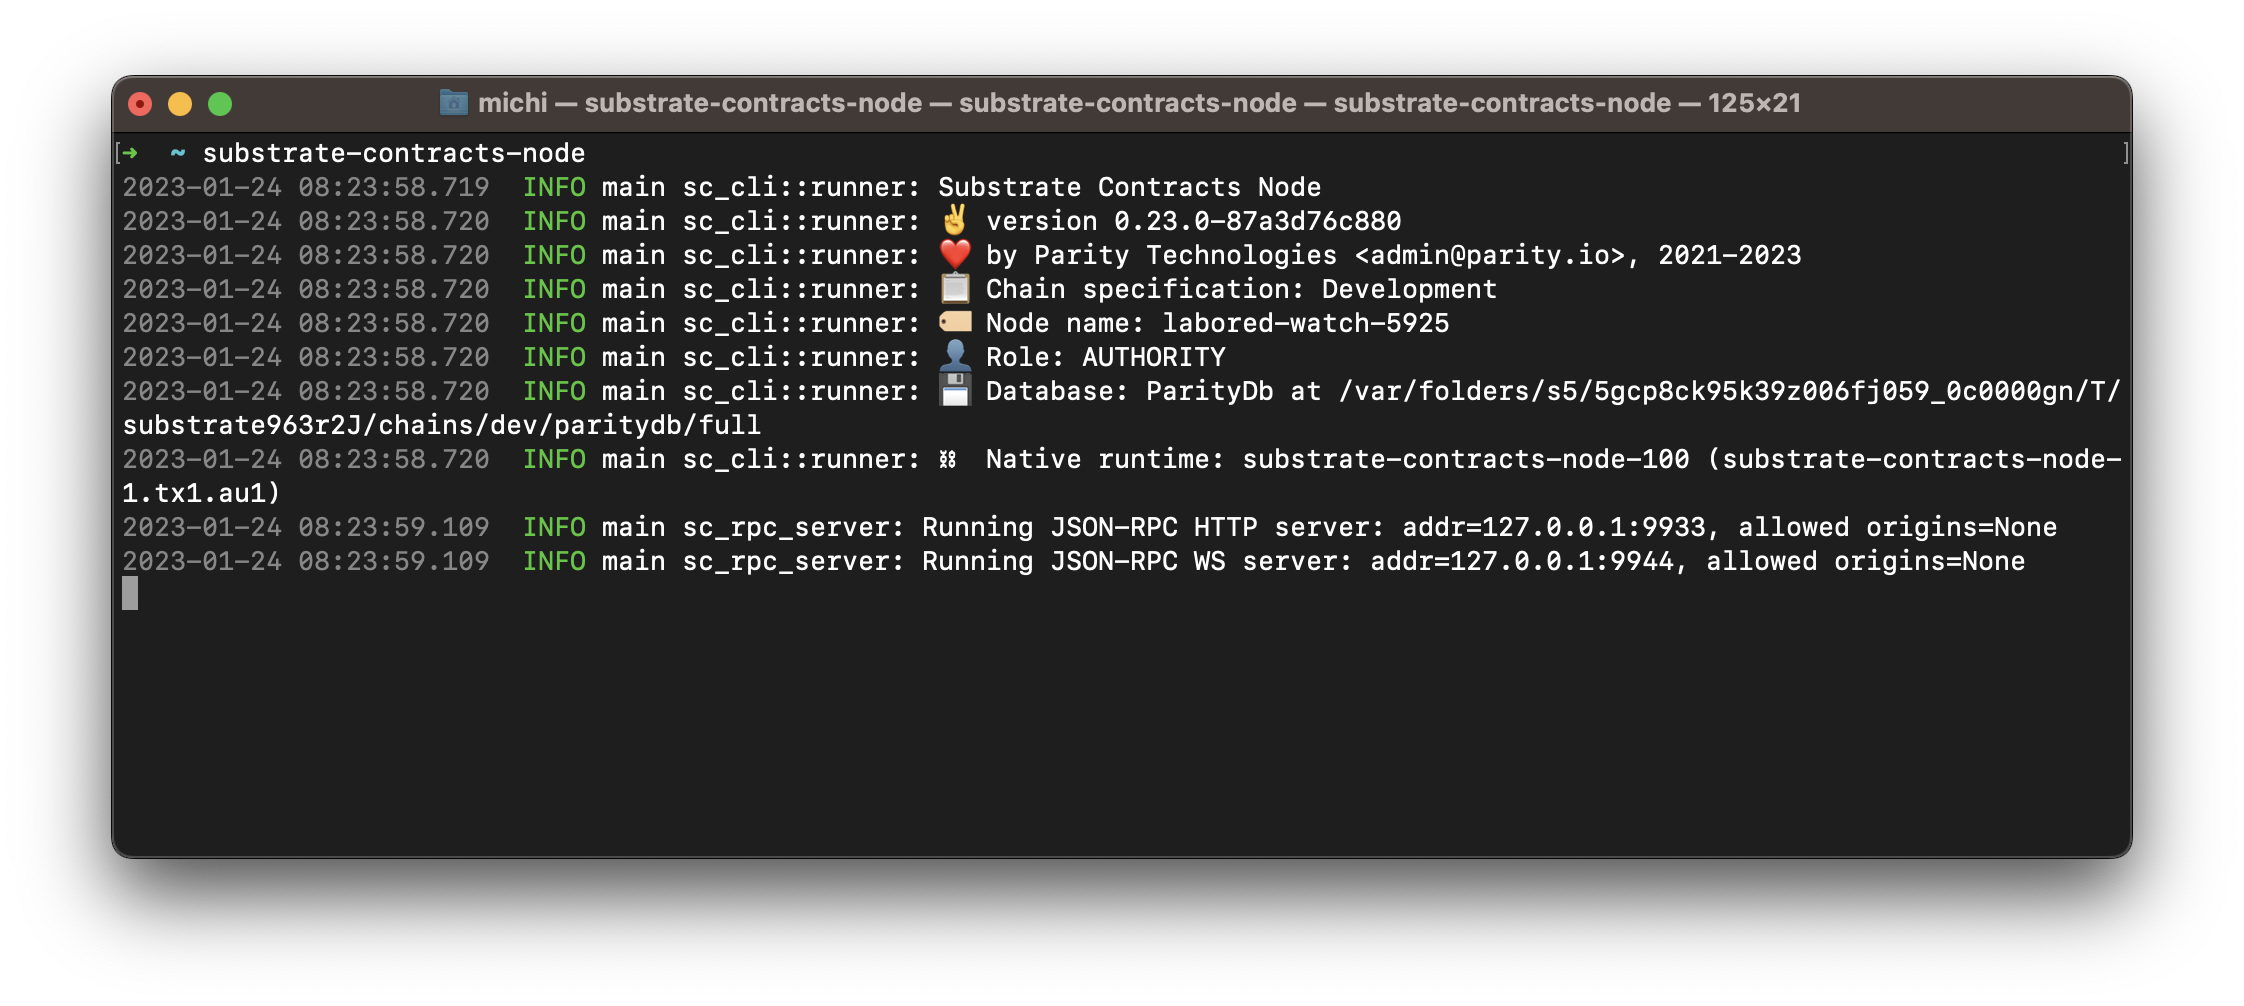 michi — substrate-contracts-node — substrate-contracts-node — substrate-contracts-node — 125×21
[➜  ~ substrate-contracts-node ]
2023-01-24 08:23:58.719  INFO main sc_cli::runner: Substrate Contracts Node
2023-01-24 08:23:58.720  INFO main sc_cli::runner: ✌️ version 0.23.0-87a3d76c880
2023-01-24 08:23:58.720  INFO main sc_cli::runner: ❤️ by Parity Technologies <admin@parity.io>, 2021-2023
2023-01-24 08:23:58.720  INFO main sc_cli::runner: 📋 Chain specification: Development
2023-01-24 08:23:58.720  INFO main sc_cli::runner: 🏷 Node name: labored-watch-5925
2023-01-24 08:23:58.720  INFO main sc_cli::runner: 👤 Role: AUTHORITY
2023-01-24 08:23:58.720  INFO main sc_cli::runner: 💾 Database: ParityDb at /var/folders/s5/5gcp8ck95k39z006fj059_0c0000gn/T/
substrate963r2J/chains/dev/paritydb/full
2023-01-24 08:23:58.720  INFO main sc_cli::runner: ⛓  Native runtime: substrate-contracts-node-100 (substrate-contracts-node-
1.tx1.au1)
2023-01-24 08:23:59.109  INFO main sc_rpc_server: Running JSON-RPC HTTP server: addr=127.0.0.1:9933, allowed origins=None
2023-01-24 08:23:59.109  INFO main sc_rpc_server: Running JSON-RPC WS server: addr=127.0.0.1:9944, allowed origins=None